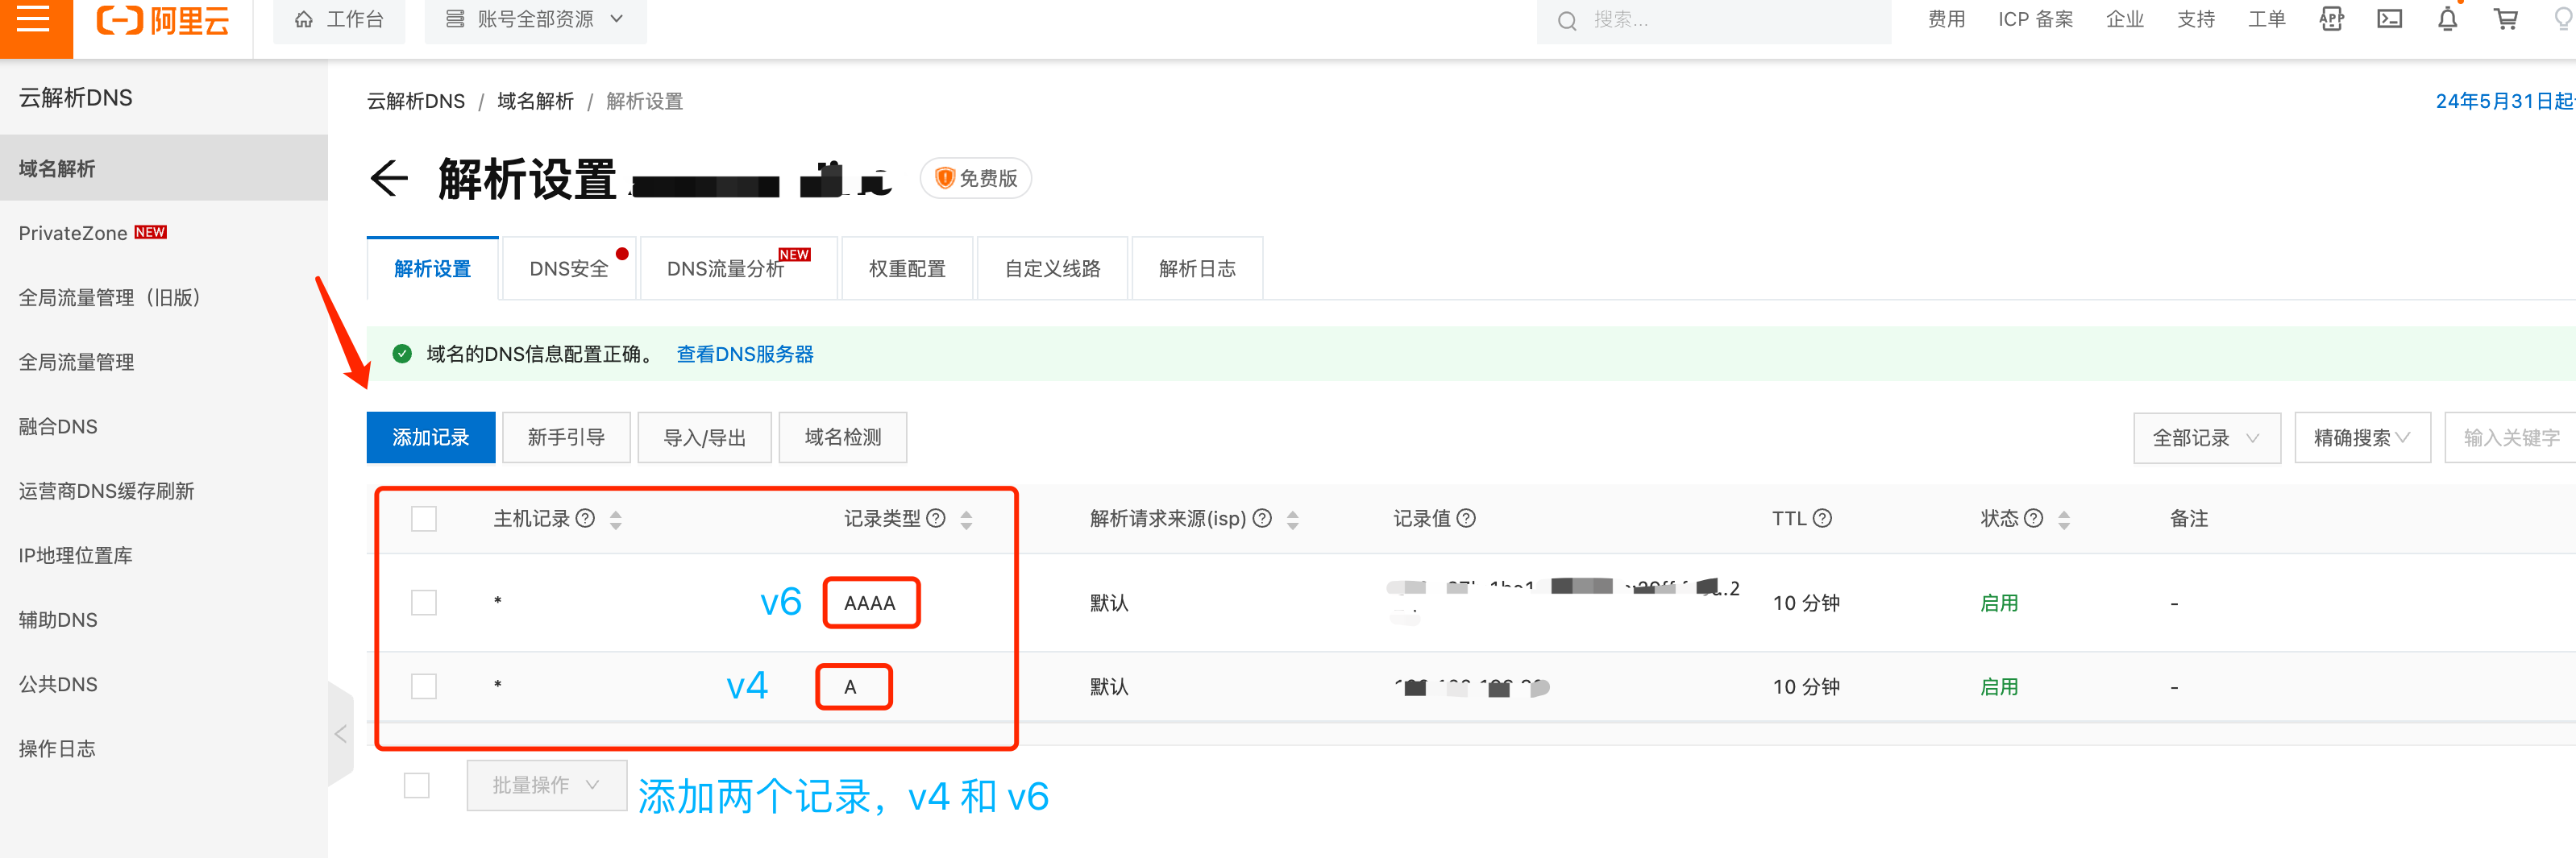 阿里云 工作台 账号全部资源 搜索... 费用 ICP 备案 企业 支持 工单 APP
云解析DNS
域名解析
PrivateZone NEW
全局流量管理（旧版）
全局流量管理
融合DNS
运营商DNS缓存刷新
IP地理位置库
辅助DNS
公共DNS
操作日志
云解析DNS / 域名解析 / 解析设置
24年5月31日起
解析设置 免费版
解析设置 DNS安全 DNS流量分析 NEW 权重配置 自定义线路 解析日志
域名的DNS信息配置正确。 查看DNS服务器
添加记录 新手引导 导入/导出 域名检测 全部记录 精确搜索 输入关键字
主机记录 记录类型 解析请求来源(isp) 记录值 TTL 状态 备注
* v6 AAAA 默认 10 分钟 启用 -
* v4 A 默认 10 分钟 启用 -
批量操作 添加两个记录，v4 和 v6